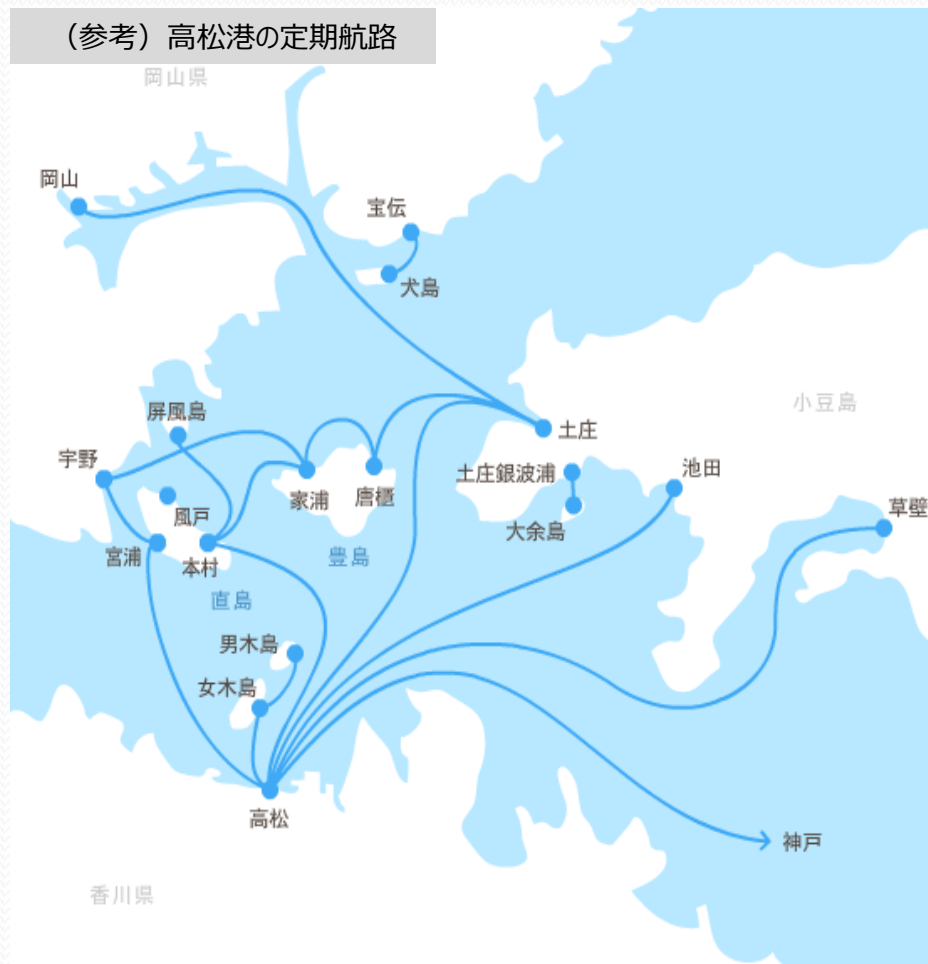 （参考）高松港の定期航路
岡山県
岡山
宝伝
犬島
小豆島
屏風島
土庄
宇野
土庄銀波浦
池田
家浦
唐櫃
風戸
草壁
大余島
宮浦
本村
豊島
直島
男木島
女木島
高松
神戸
香川県